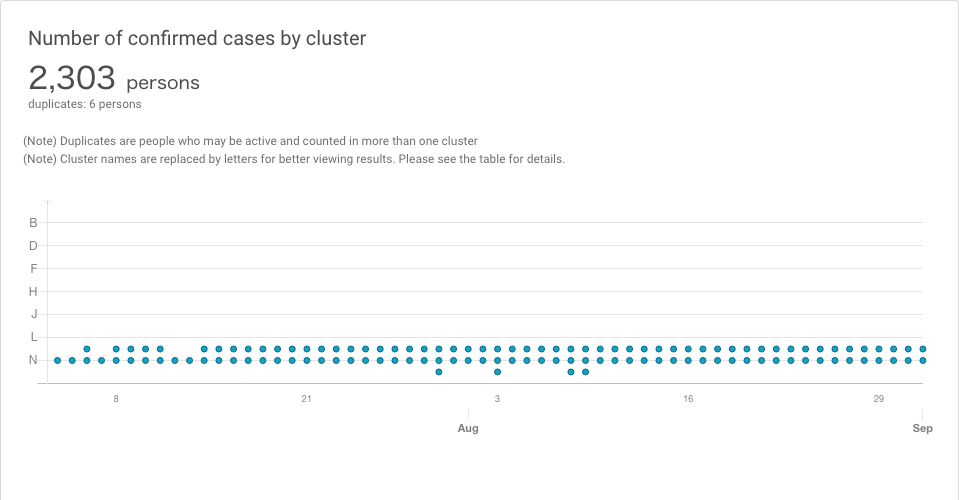 Number of confirmed cases by cluster
2,303 persons
duplicates: 6 persons
(Note) Duplicates are people who may be active and counted in more than one cluster
(Note) Cluster names are replaced by letters for better viewing results. Please see the table for details.
B
D
F
H
J
L
N
8 21 3 16 29
Aug Sep